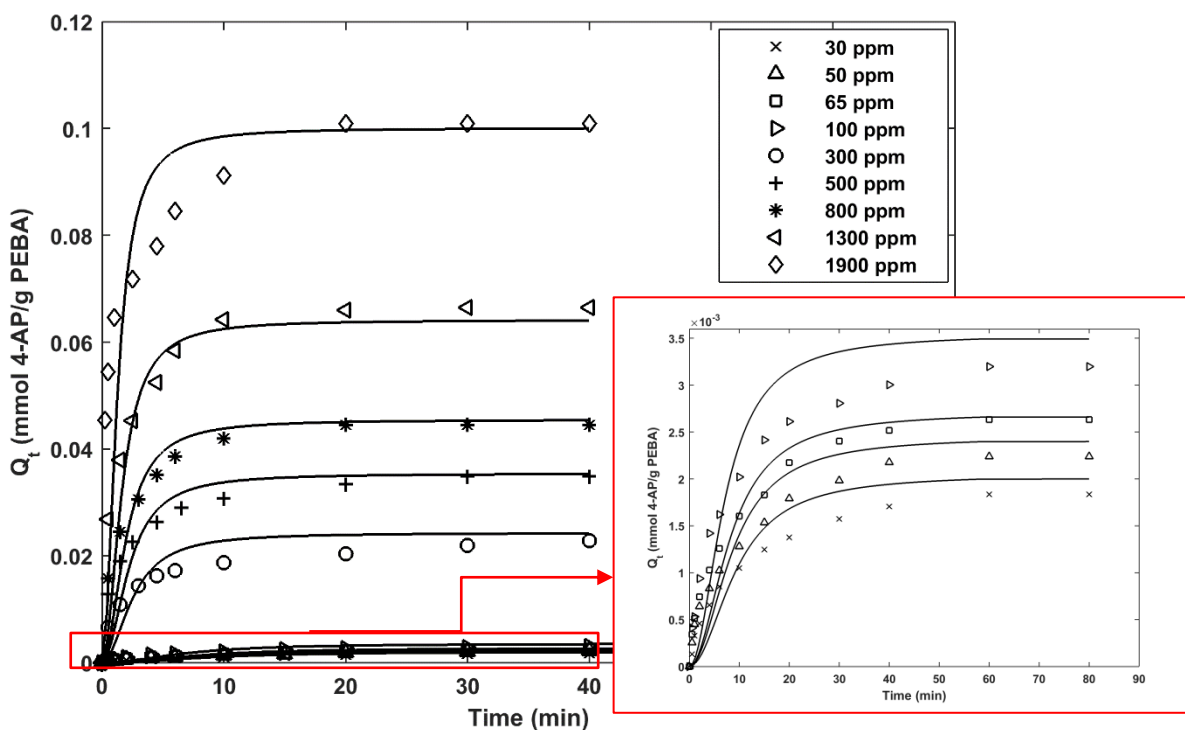 0.12
0.1
0.08
0.06
0.04
0.02
0
Q_t (mmol 4-AP/g PEBA)
0 10 20 30 40
Time (min)
30 ppm
50 ppm
65 ppm
100 ppm
300 ppm
500 ppm
800 ppm
1300 ppm
1900 ppm
×10⁻³
3.5
3
2.5
2
1.5
1
0.5
0
Q_t (mmol 4-AP/g PEBA)
0 10 20 30 40 50 60 70 80 90
Time (min)